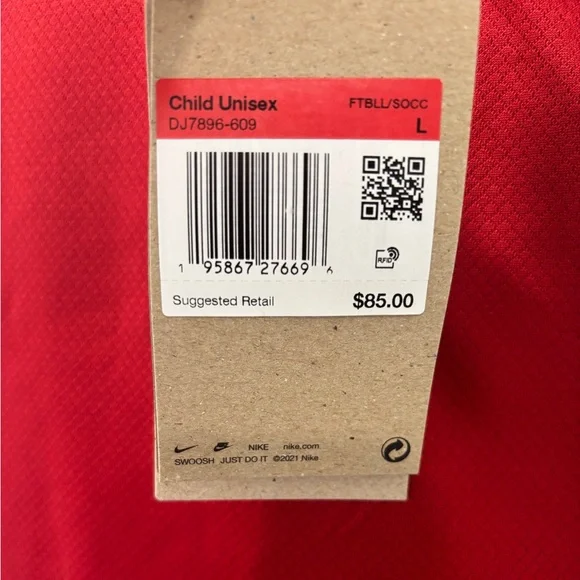 Child Unisex FTBLL/SOCC
DJ7896-609 L
1 95867 27669 6
RFID
Suggested Retail $85.00
NIKE nike.com
SWOOSH JUST DO IT ©2021 Nike